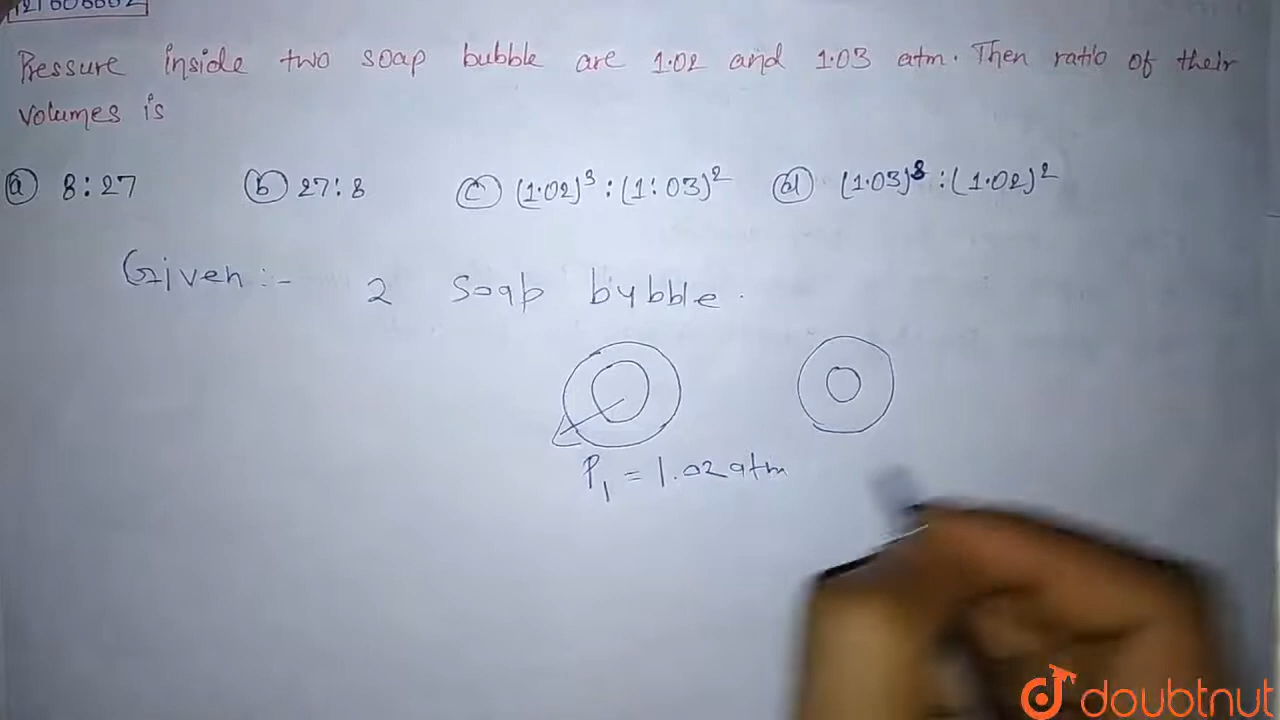 Pressure inside two soap bubble are 1.02 and 1.03 atm. Then ratio of their
volumes is
(a) 8:27 (b) 27:8 (c) (1.02)³ : (1:03)² (d) (1.03)³ : (1.02)²
Given :- 2 soap bubble.
P₁ = 1.02 atm
doubtnut